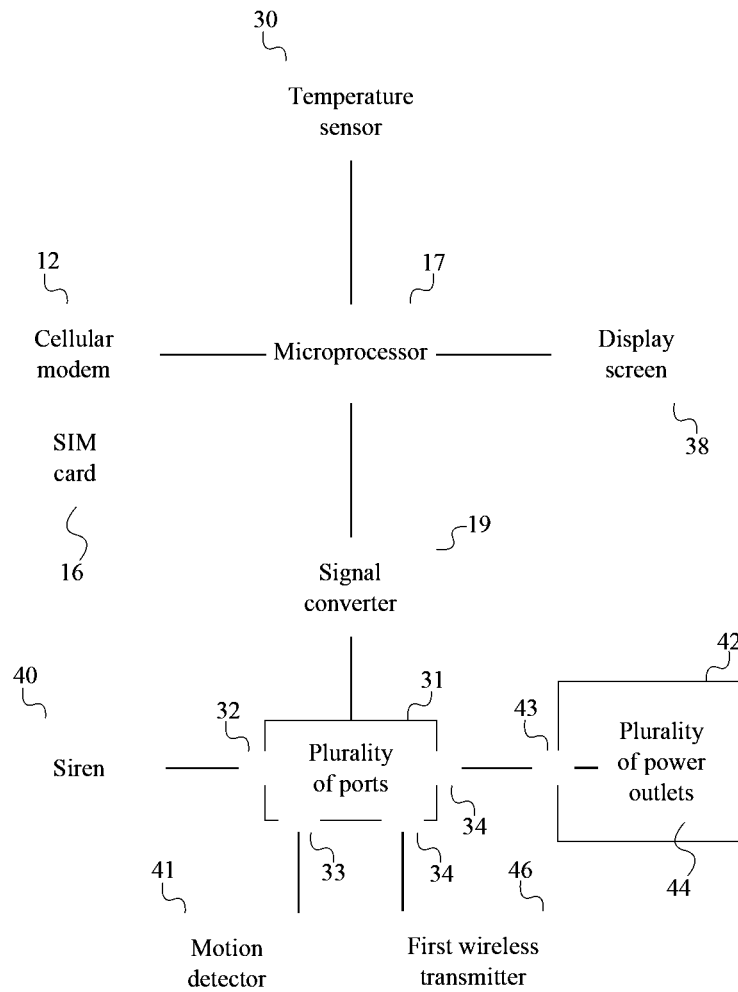 30
Temperature
sensor
12
17
Cellular
modem
Microprocessor
Display
screen
SIM
card
38
19
16
Signal
converter
42
40
31
32
43
Siren
Plurality
of ports
Plurality
of power
outlets
34
33
34
44
41
46
Motion
detector
First wireless
transmitter